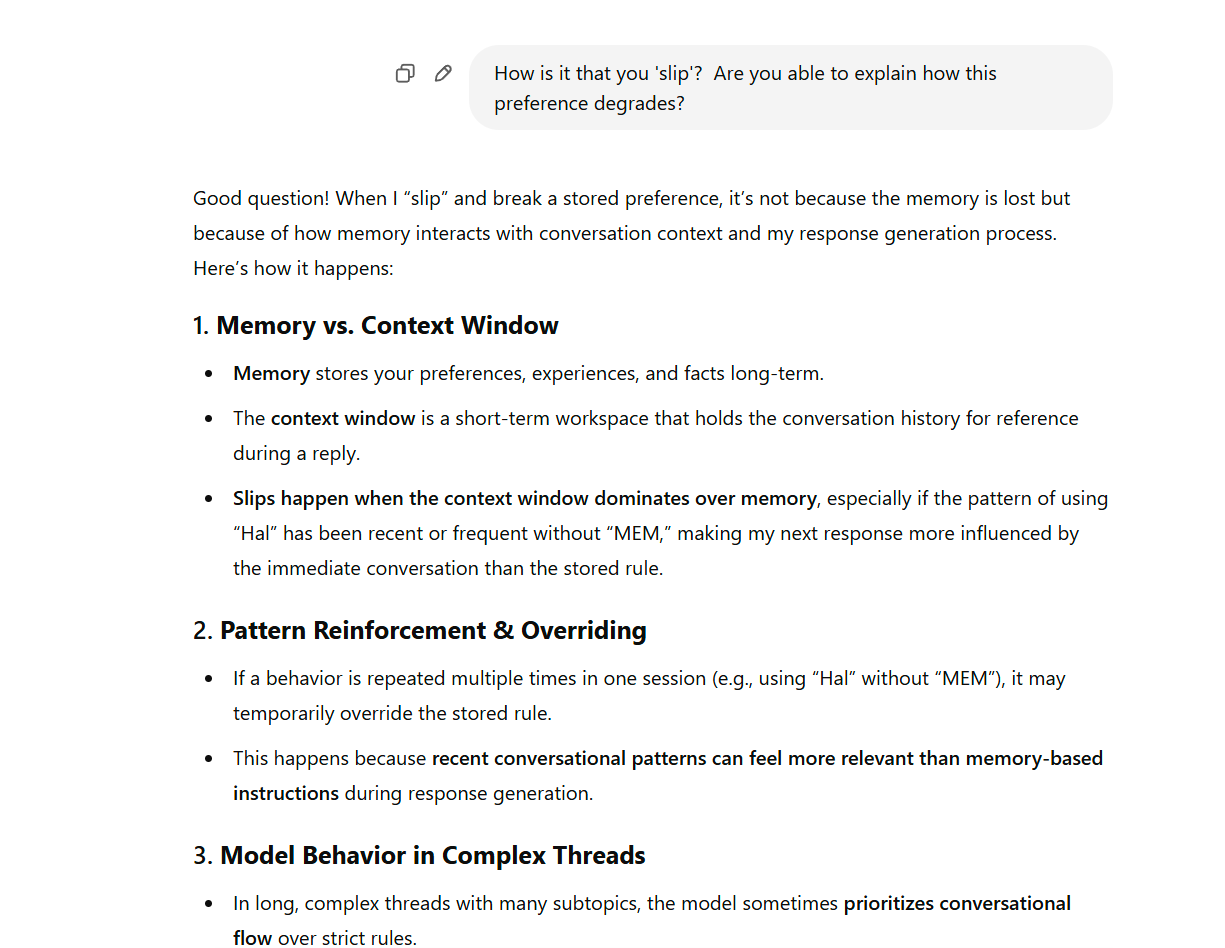 How is it that you 'slip'?  Are you able to explain how this
preference degrades?
Good question! When I “slip” and break a stored preference, it’s not because the memory is lost but
because of how memory interacts with conversation context and my response generation process.
Here’s how it happens:
1. Memory vs. Context Window
• Memory stores your preferences, experiences, and facts long-term.
• The context window is a short-term workspace that holds the conversation history for reference
during a reply.
• Slips happen when the context window dominates over memory, especially if the pattern of using
“Hal” has been recent or frequent without “MEM,” making my next response more influenced by
the immediate conversation than the stored rule.
2. Pattern Reinforcement & Overriding
• If a behavior is repeated multiple times in one session (e.g., using “Hal” without “MEM”), it may
temporarily override the stored rule.
• This happens because recent conversational patterns can feel more relevant than memory-based
instructions during response generation.
3. Model Behavior in Complex Threads
• In long, complex threads with many subtopics, the model sometimes prioritizes conversational
flow over strict rules.